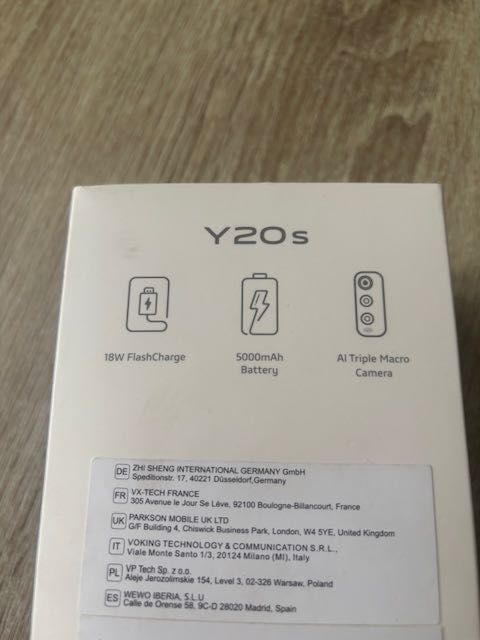 Y20s
18W FlashCharge
5000mAh
Battery
AI Triple Macro
Camera
DE ZHI SHENG INTERNATIONAL GERMANY GmbH
Speditionstr. 17, 40221 Düsseldorf,Germany
FR VX-TECH FRANCE
305 Avenue le Jour Se Lève, 92100 Boulogne-Billancourt, France
UK PARKSON MOBILE UK LTD
G/F Building 4, Chiswick Business Park, London, W4 5YE, United Kingdom
IT VOKING TECHNOLOGY & COMMUNICATION S.R.L.,
Viale Monte Santo 1/3, 20124 Milano (MI), Italy
PL VP Tech Sp. z o.o.
Aleje Jerozolimskie 154, Level 3, 02-326 Warsaw, Poland
ES WEWO IBERIA, S.L.U
Calle de Orense 58, 9C-D 28020 Madrid, Spain